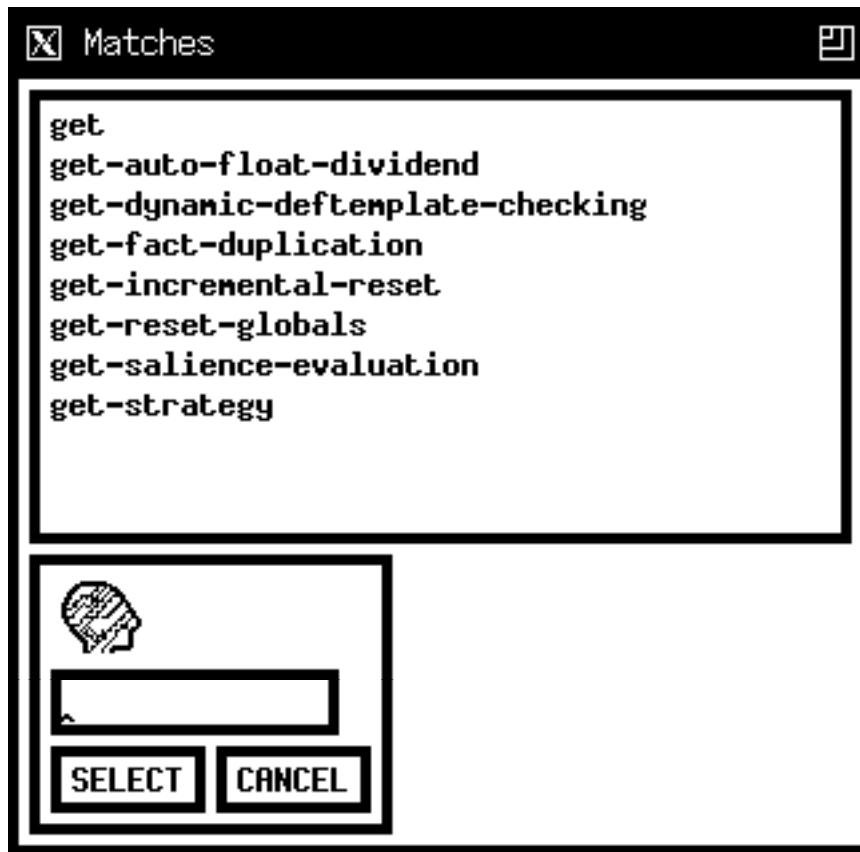 Matches
get
get-auto-float-dividend
get-dynamic-deftemplate-checking
get-fact-duplication
get-incremental-reset
get-reset-globals
get-salience-evaluation
get-strategy
SELECT CANCEL